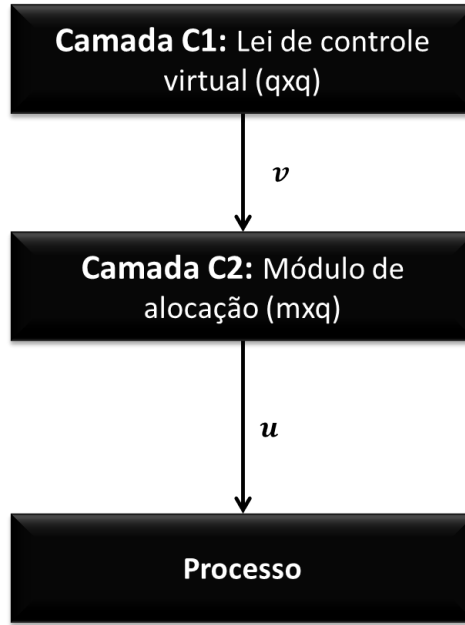 Camada C1: Lei de controle
virtual (qxq)
v
Camada C2: Módulo de
alocação (mxq)
u
Processo